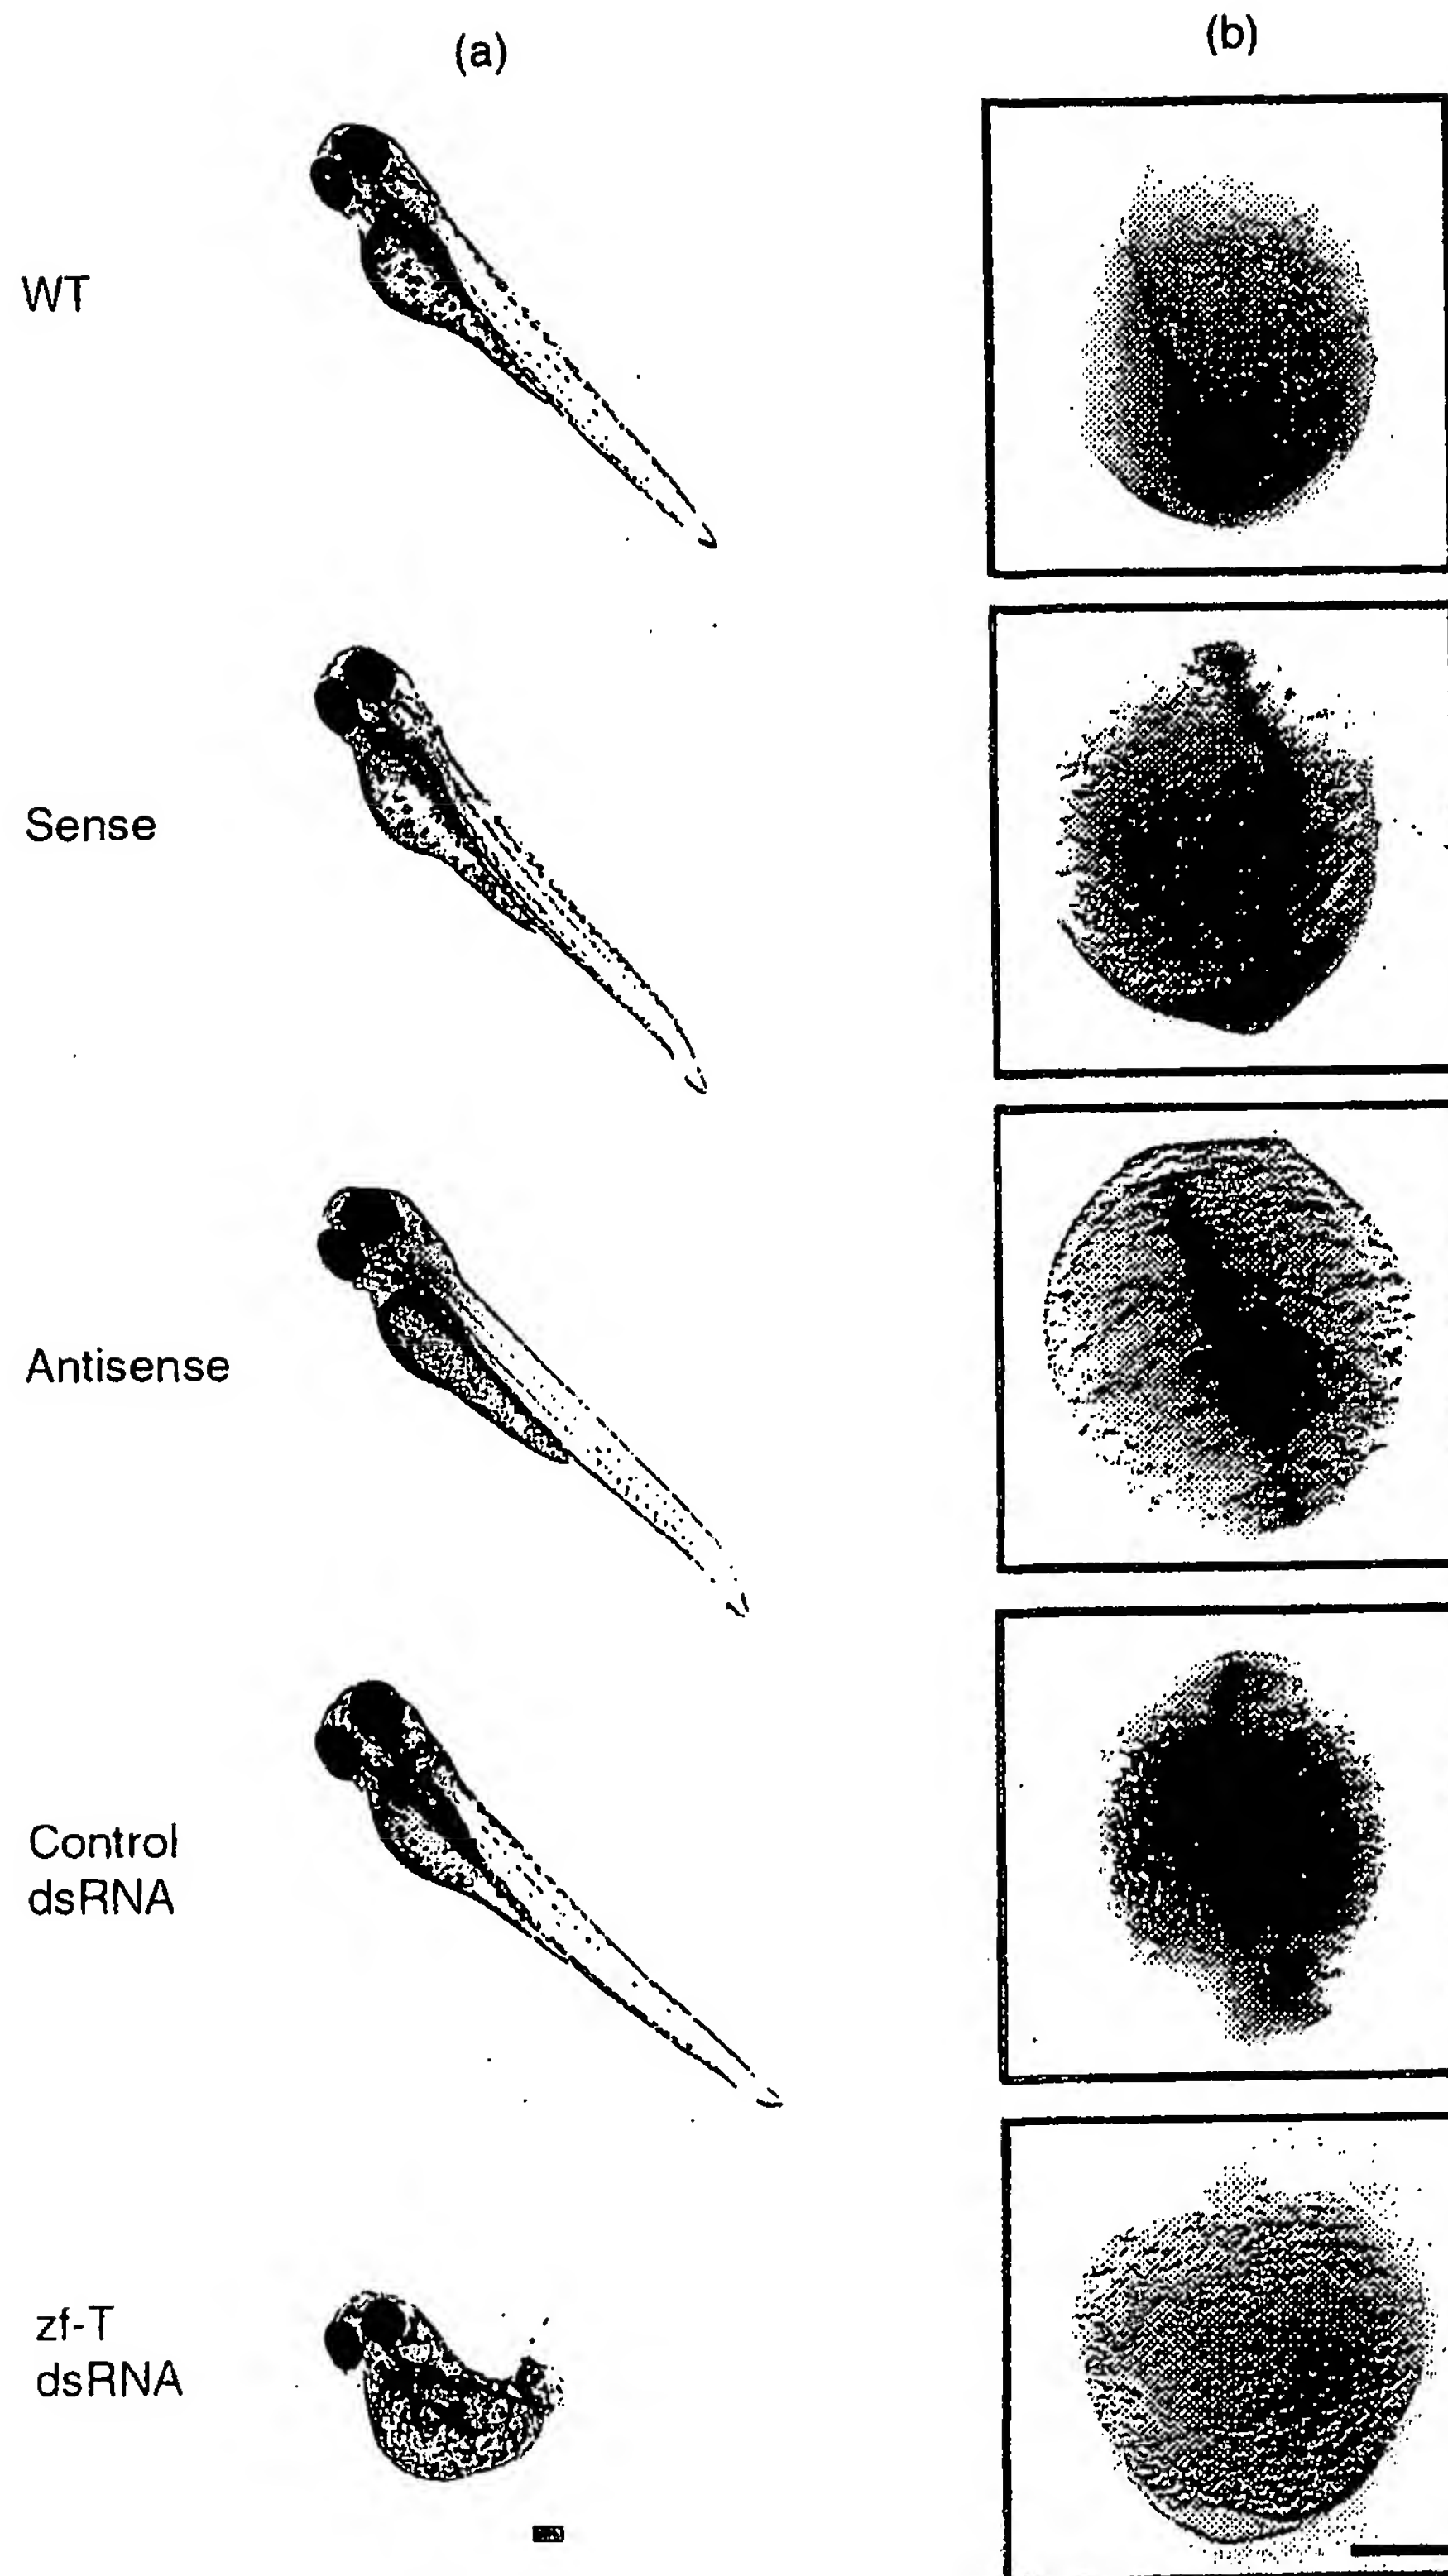 (a)
(b)
WT
Sense
Antisense
Control
dsRNA
zf-T
dsRNA